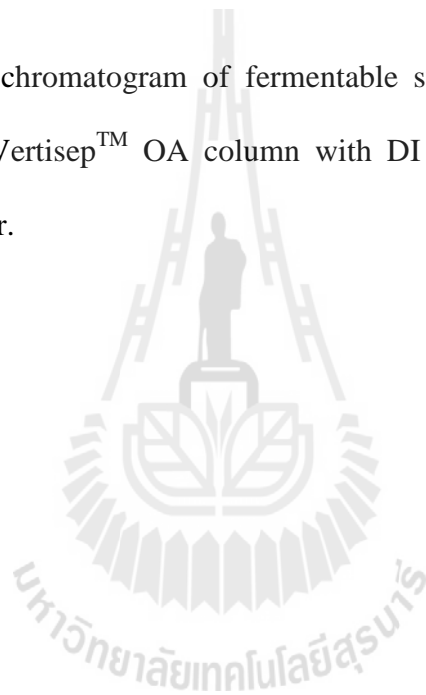 chromatogram of fermentable s
Vertisep™ OA column with DI
r.
มหาวิทยาลัยเทคโนโลยีสุรนารี